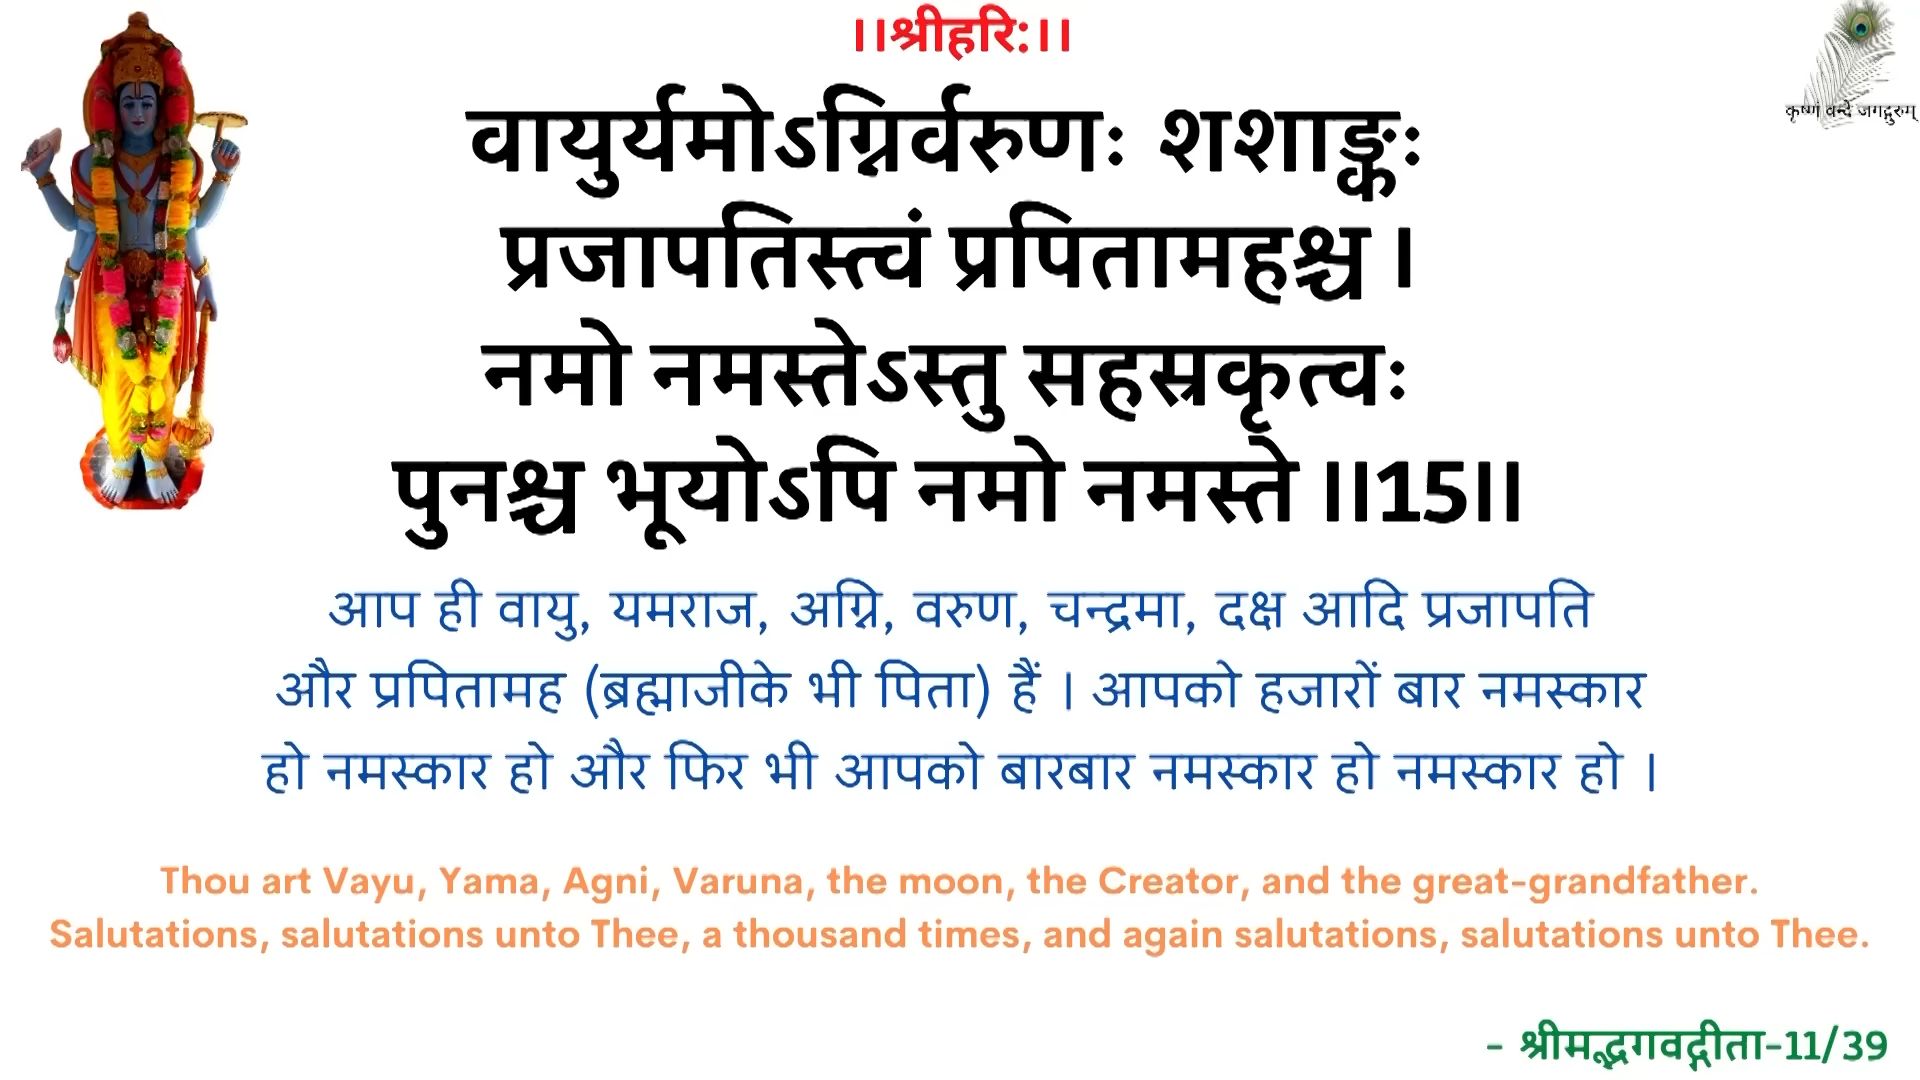 ।।श्रीहरि:।।
कृष्णं वन्दे जगद्गुरुम्
वायुर्यमोऽग्निर्वरुणः शशाङ्कः
प्रजापतिस्त्वं प्रपितामहश्च ।
नमो नमस्तेऽस्तु सहस्रकृत्वः
पुनश्च भूयोऽपि नमो नमस्ते ।।15।।
आप ही वायु, यमराज, अग्नि, वरुण, चन्द्रमा, दक्ष आदि प्रजापति
और प्रपितामह (ब्रह्माजीके भी पिता) हैं । आपको हजारों बार नमस्कार
हो नमस्कार हो और फिर भी आपको बारबार नमस्कार हो नमस्कार हो ।
Thou art Vayu, Yama, Agni, Varuna, the moon, the Creator, and the great-grandfather.
Salutations, salutations unto Thee, a thousand times, and again salutations, salutations unto Thee.
- श्रीमद्भगवद्गीता-11/39